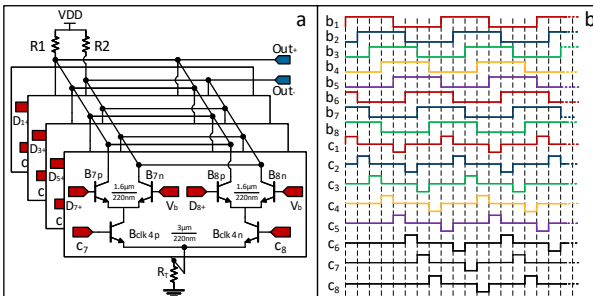 a
VDD
R1
R2
Out+
Out-
D1+
D3+
C
D5+
C
C
B7p
B7n
B8p
B8n
1.6µm
220nm
1.6µm
220nm
D7+
Vb
D8+
Vb
Bclk4p
3µm
220nm
Bclk4n
C7
C8
RT
b
b1
b2
b3
b4
b5
b6
b7
b8
c1
c2
c3
c4
c5
c6
c7
c8